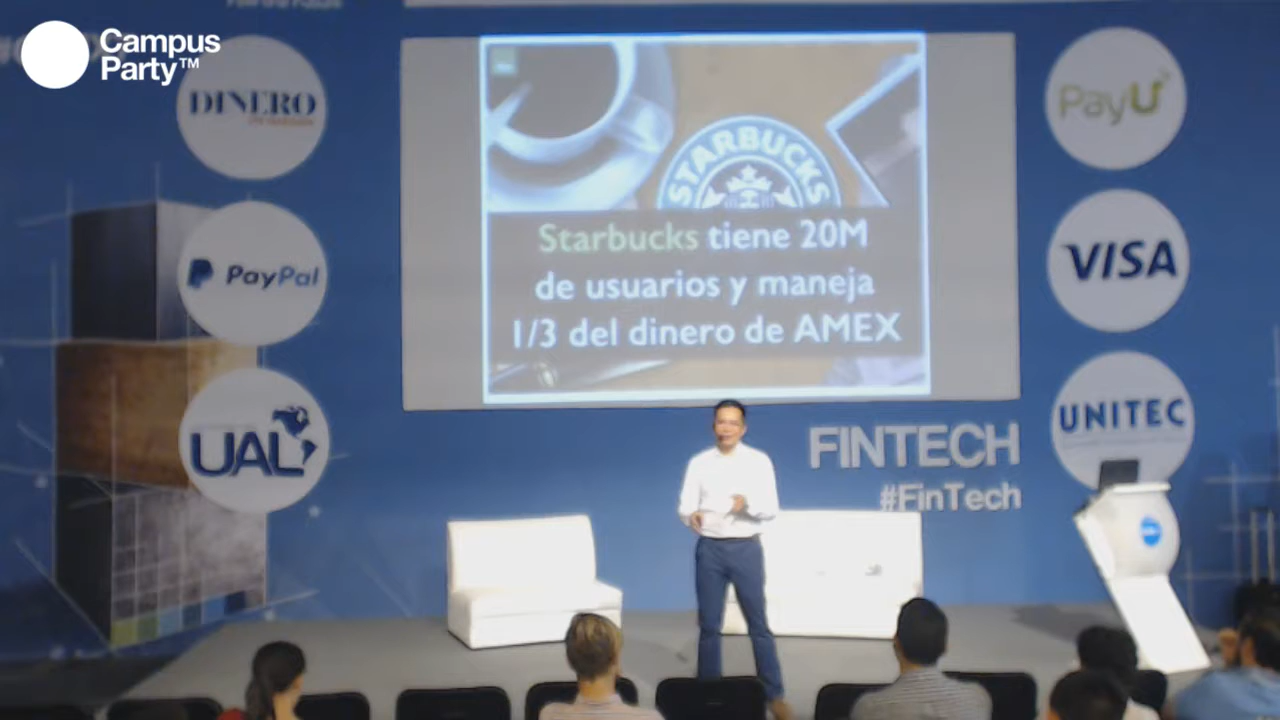 Campus
Party™
DINERO
PayPal
UAL
STARBUCKS
Starbucks tiene 20M
de usuarios y maneja
1/3 del dinero de AMEX
PayU
VISA
UNITEC
FINTECH
#FinTech